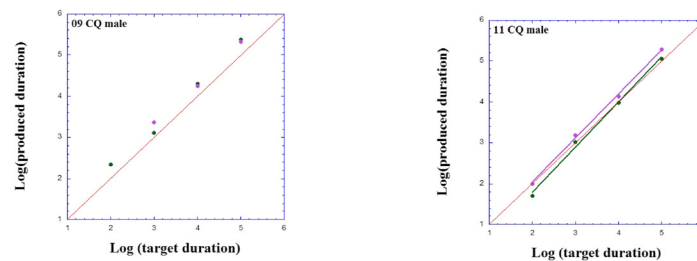 09 CQ male
6
5
4
3
2
1
Log(produced duration)
1 2 3 4 5 6
Log (target duration)
11 CQ male
6
5
4
3
2
1
Log(produced duration)
1 2 3 4 5
Log (target duration)